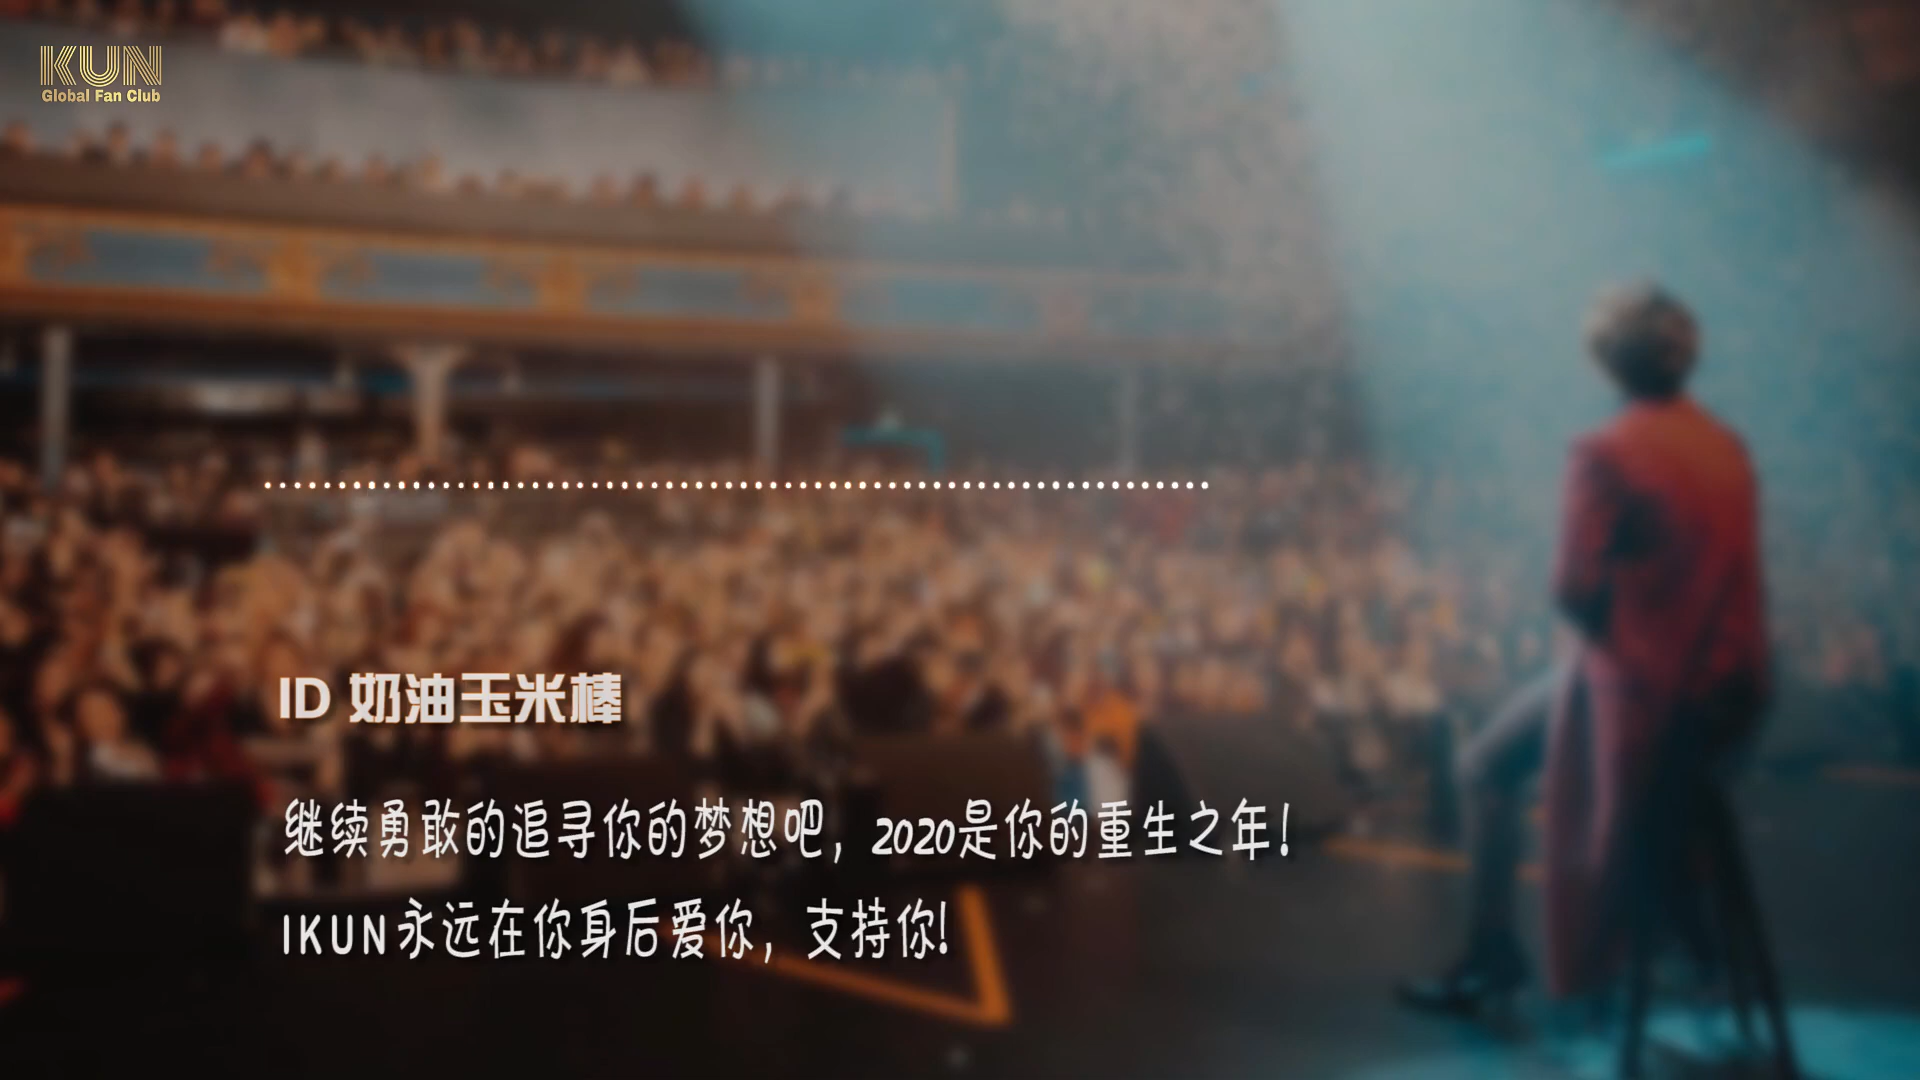 KUN
Global Fan Club
ID 奶油玉米棒
继续勇敢的追寻你的梦想吧，2020是你的重生之年！
IKUN永远在你身后爱你，支持你!